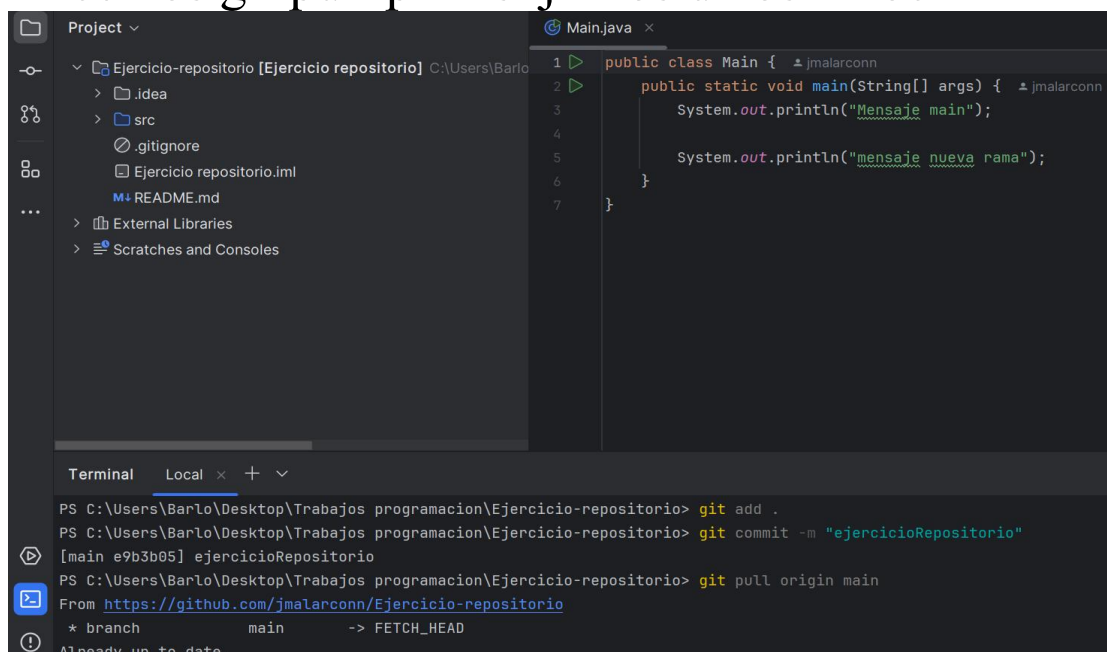 Project
Ejercicio-repositorio [Ejercicio repositorio] C:\Users\Barlo
.idea
src
.gitignore
Ejercicio repositorio.iml
M↓ README.md
External Libraries
Scratches and Consoles
Main.java ×
1 public class Main { jmalarconn
2 public static void main(String[] args) { jmalarconn
3 System.out.println("Mensaje main");
4
5 System.out.println("mensaje nueva rama");
6 }
7 }
Terminal Local × +
PS C:\Users\Barlo\Desktop\Trabajos programacion\Ejercicio-repositorio> git add .
PS C:\Users\Barlo\Desktop\Trabajos programacion\Ejercicio-repositorio> git commit -m "ejercicioRepositorio"
[main e9b3b05] ejercicioRepositorio
PS C:\Users\Barlo\Desktop\Trabajos programacion\Ejercicio-repositorio> git pull origin main
From https://github.com/jmalarconn/Ejercicio-repositorio
* branch main -> FETCH_HEAD
Already up to date